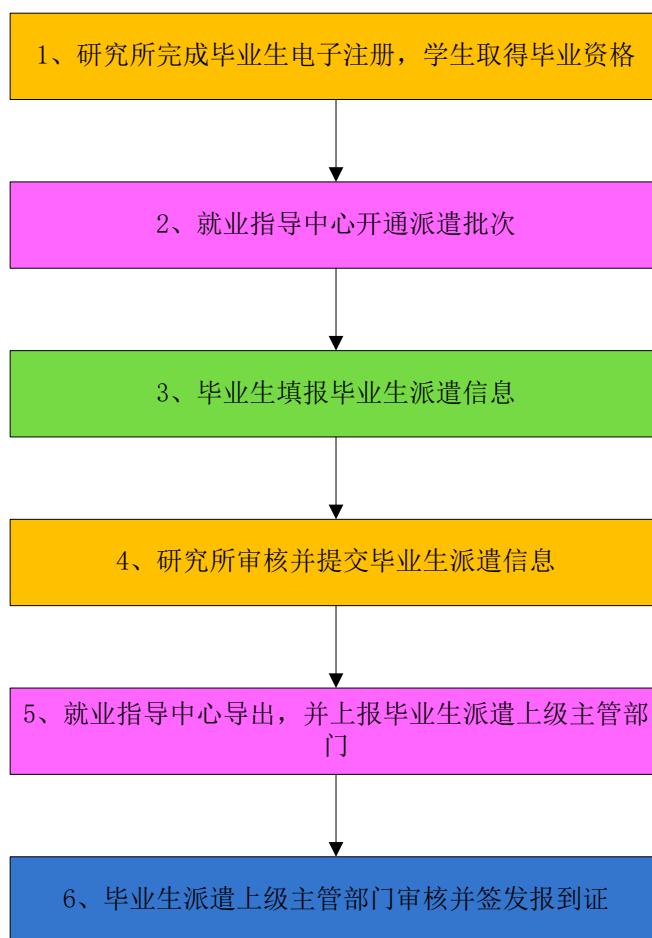 1、研究所完成毕业生电子注册，学生取得毕业资格
2、就业指导中心开通派遣批次
3、毕业生填报毕业生派遣信息
4、研究所审核并提交毕业生派遣信息
5、就业指导中心导出，并上报毕业生派遣上级主管部
门
6、毕业生派遣上级主管部门审核并签发报到证